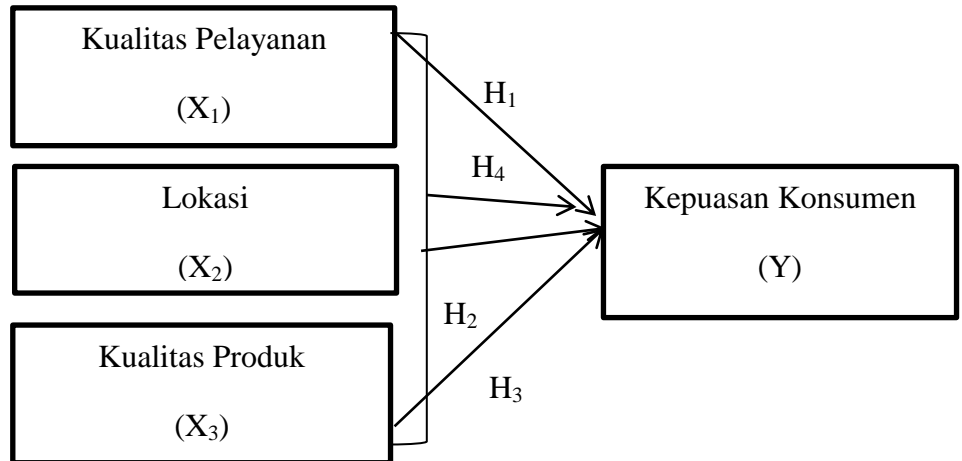 Kualitas Pelayanan
(X₁)
Lokasi
(X₂)
Kualitas Produk
(X₃)
H₁
H₄
H₂
H₃
Kepuasan Konsumen
(Y)